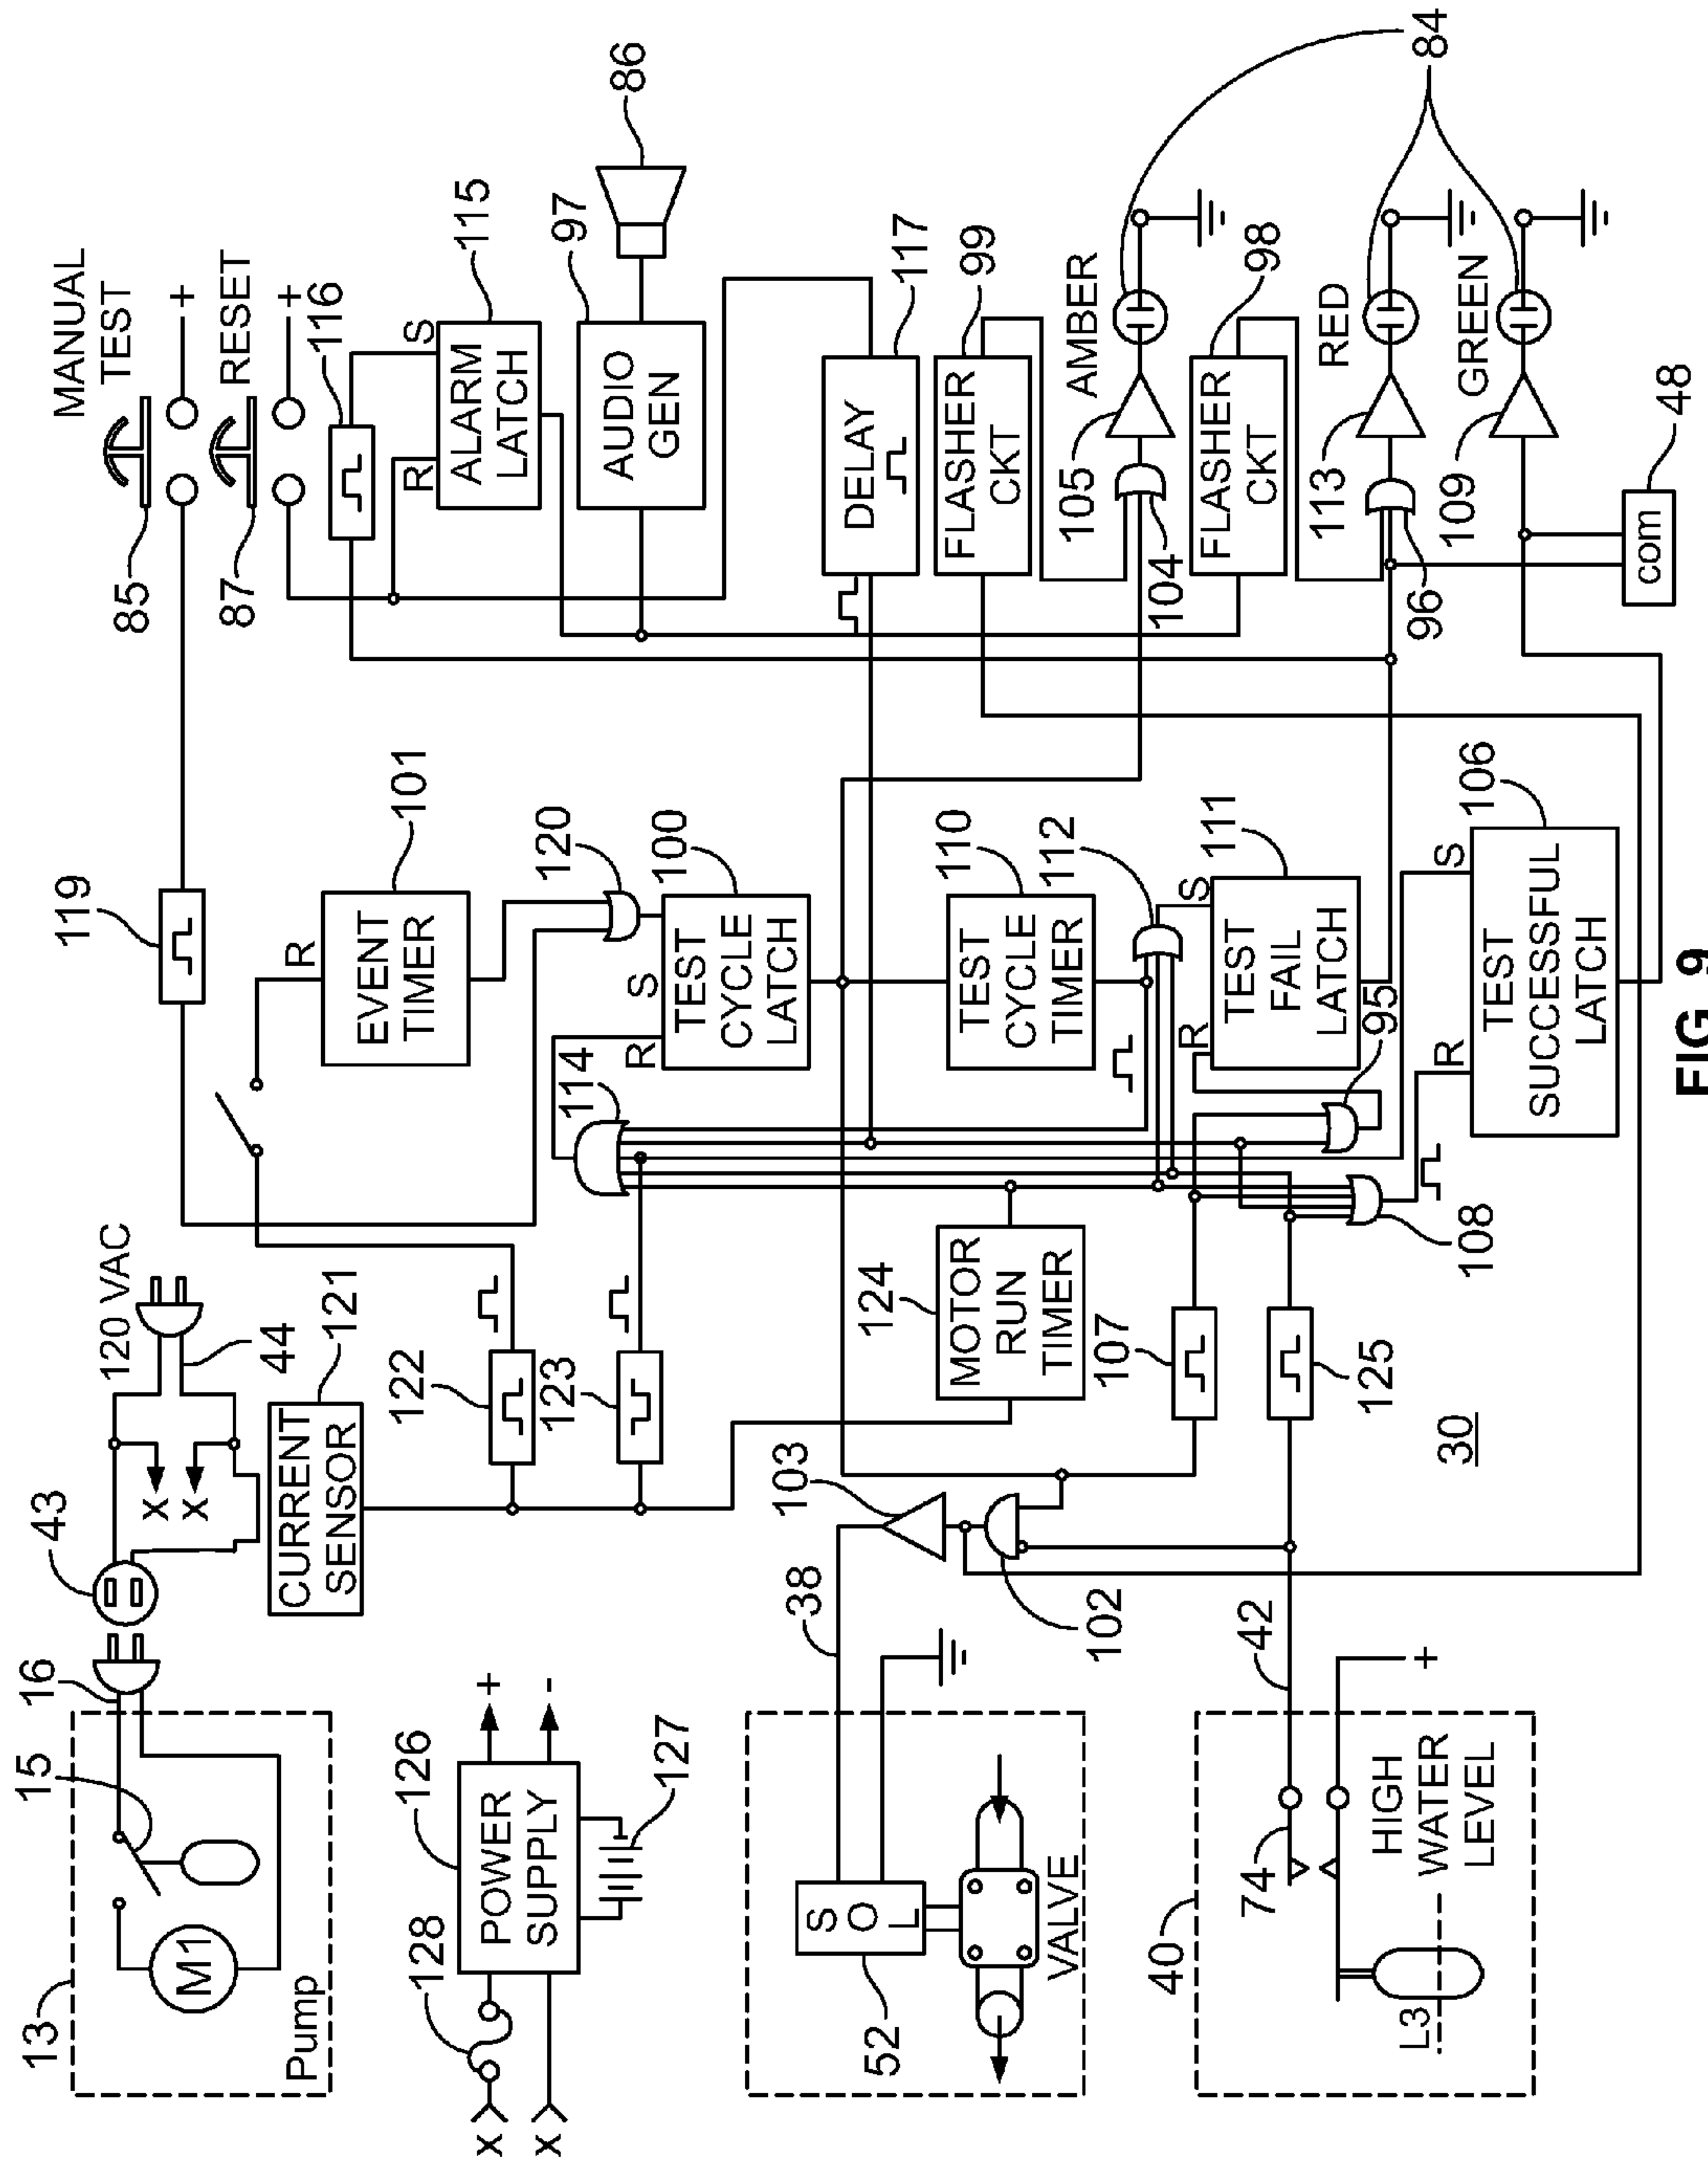 MANUAL
TEST
85
+
RESET
87
+
116
S
R
ALARM
LATCH
115
AUDIO
GEN
97
86
DELAY
117
FLASHER
CKT
99
AMBER
105
104
FLASHER
CKT
98
RED
113
96
GREEN
109
84
com
48
119
R
EVENT
TIMER
101
120
S
R
TEST
CYCLE
LATCH
100
114
TEST
CYCLE
TIMER
110
112
S
R
TEST
FAIL
LATCH
111
95
S
R
TEST
SUCCESSFUL
LATCH
106
108
120 VAC
44
43
X
X
CURRENT
SENSOR
121
122
123
MOTOR
RUN
TIMER
124
107
125
103
102
30
13
15
16
M1
Pump
X
X
128
POWER
SUPPLY
126
127
+
-
38
SOL
52
VALVE
40
42
74
+
HIGH
WATER
LEVEL
L3
FIG. 9